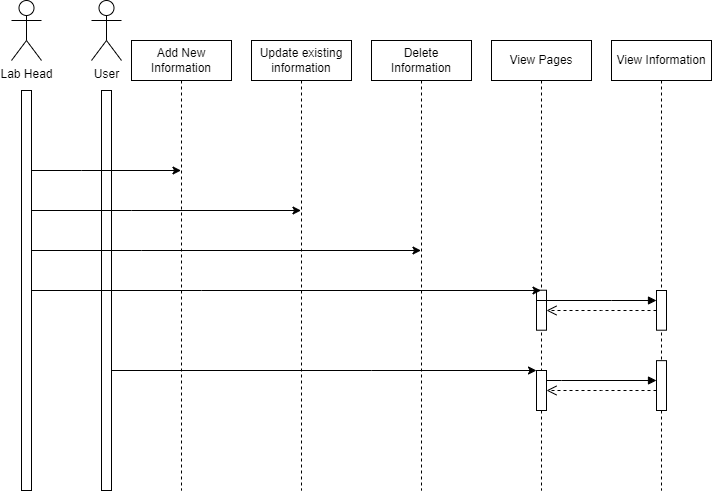 Lab Head
User
Add New
Information
Update existing
information
Delete
Information
View Pages
View Information